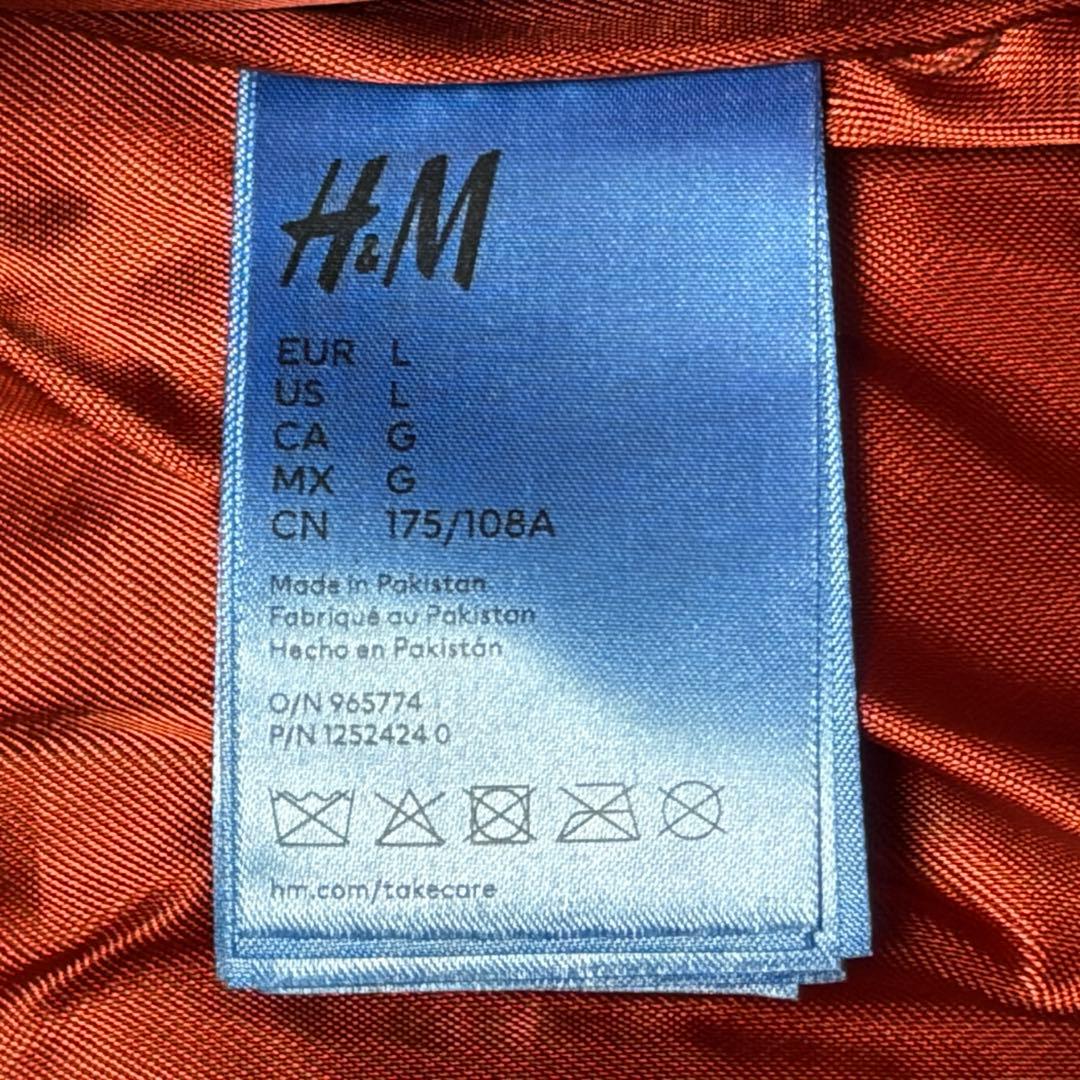 H&M
EUR L
US L
CA G
MX G
CN 175/108A
Made in Pakistan
Fabriqué au Pakistan
Hecho en Pakistán
O/N 965774
P/N 1252424 0
hm.com/takecare